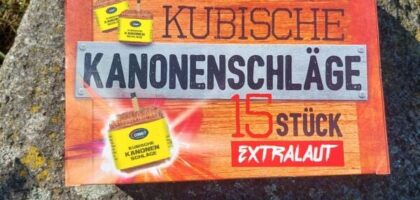 KUBISCHE
KANONENSCHLÄGE
15 STÜCK
EXTRALAUT
KUBISCHE
KANONEN
SCHLÄGE